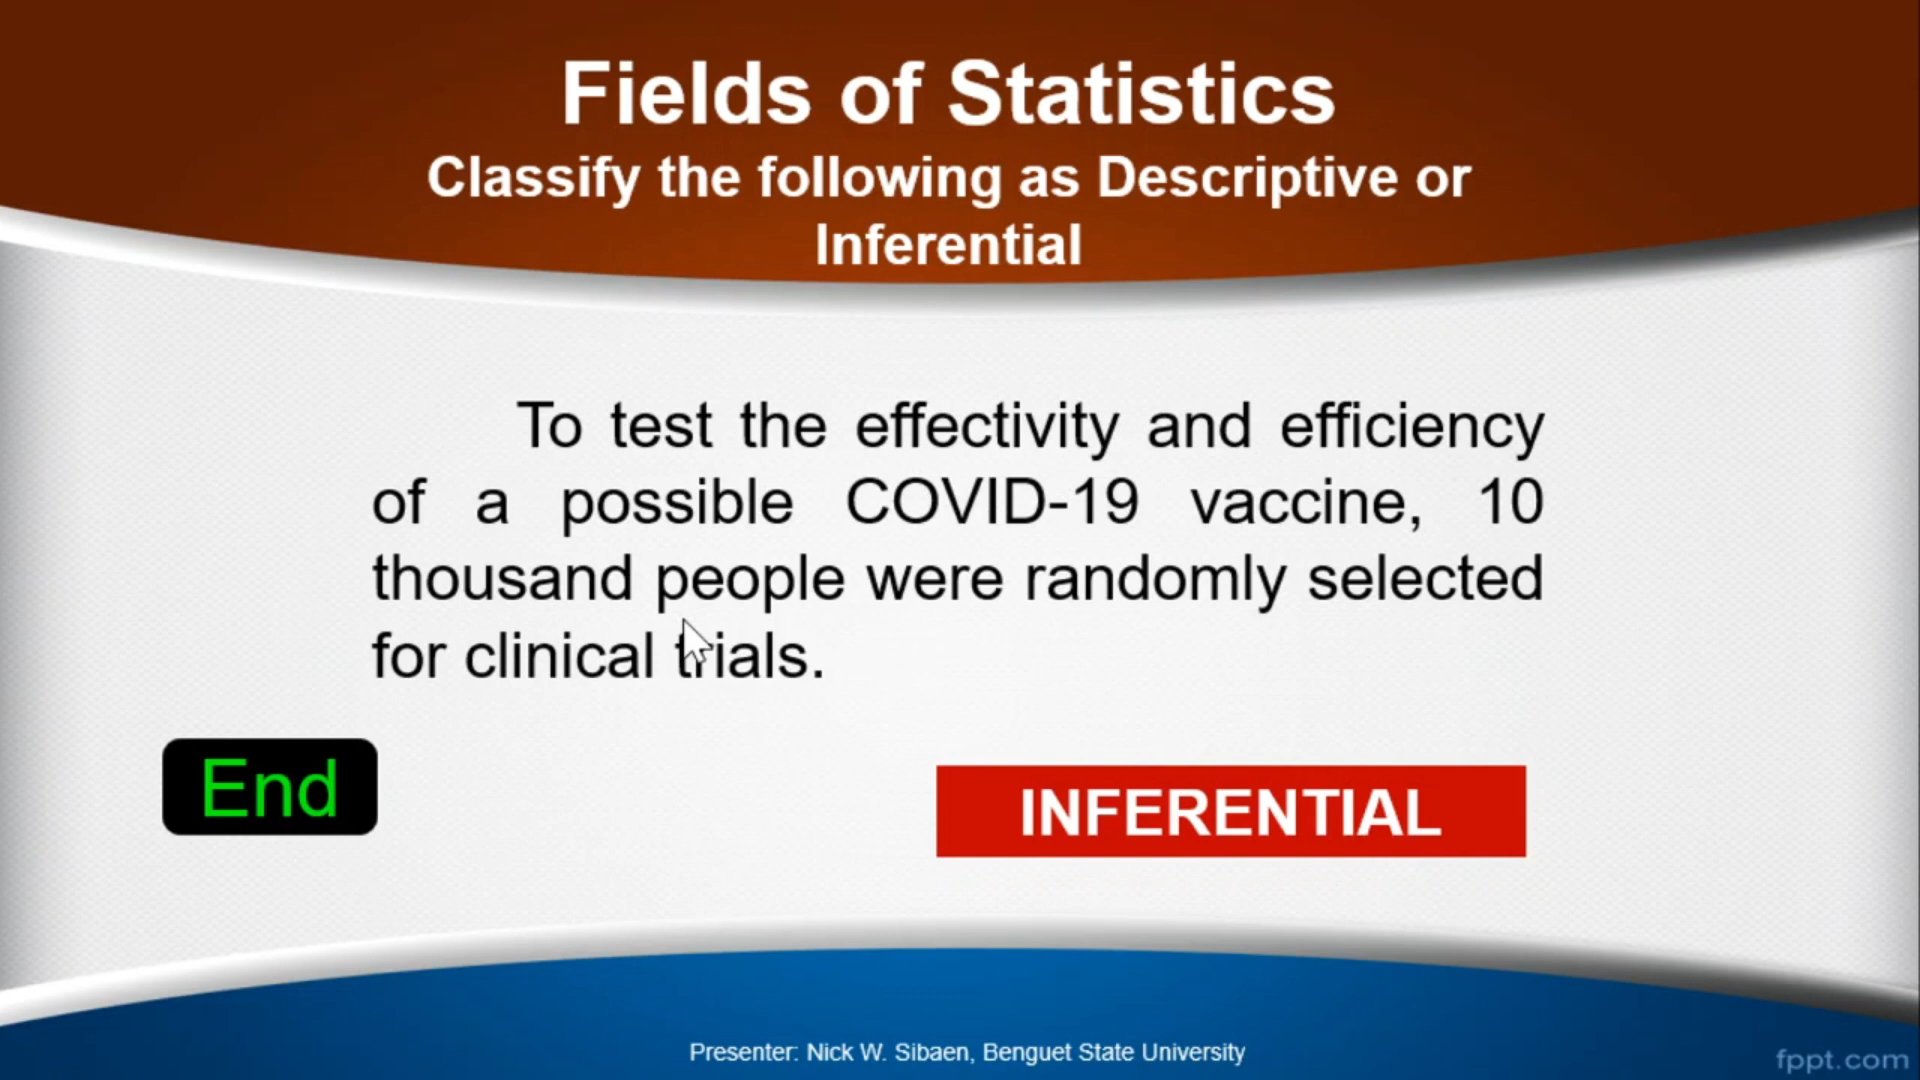 Fields of Statistics
Classify the following as Descriptive or
Inferential
To test the effectivity and efficiency
of a possible COVID-19 vaccine, 10
thousand people were randomly selected
for clinical trials.
End
INFERENTIAL
Presenter: Nick W. Sibaen, Benguet State University
fppt.com